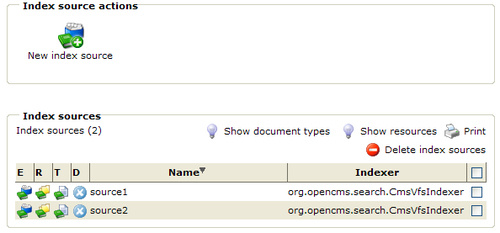 Index source actions
New index source
Index sources
Index sources (2) Show document types Show resources Print
Delete index sources
E R T D Name Indexer
source1 org.opencms.search.CmsVfsIndexer
source2 org.opencms.search.CmsVfsIndexer